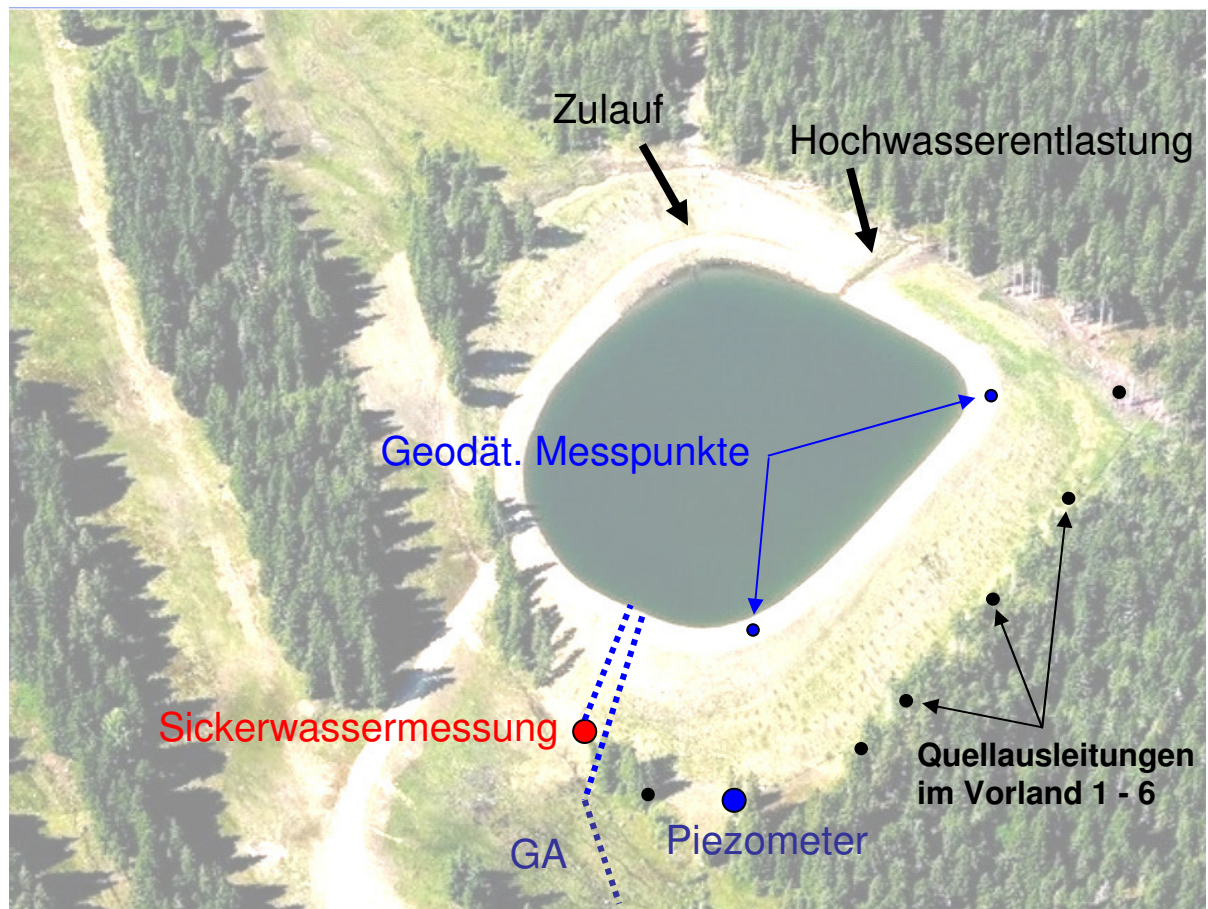 Zulauf
Hochwasserentlastung
Geodät. Messpunkte
Sickerwassermessung
Quellausleitungen
im Vorland 1 - 6
Piezometer
GA